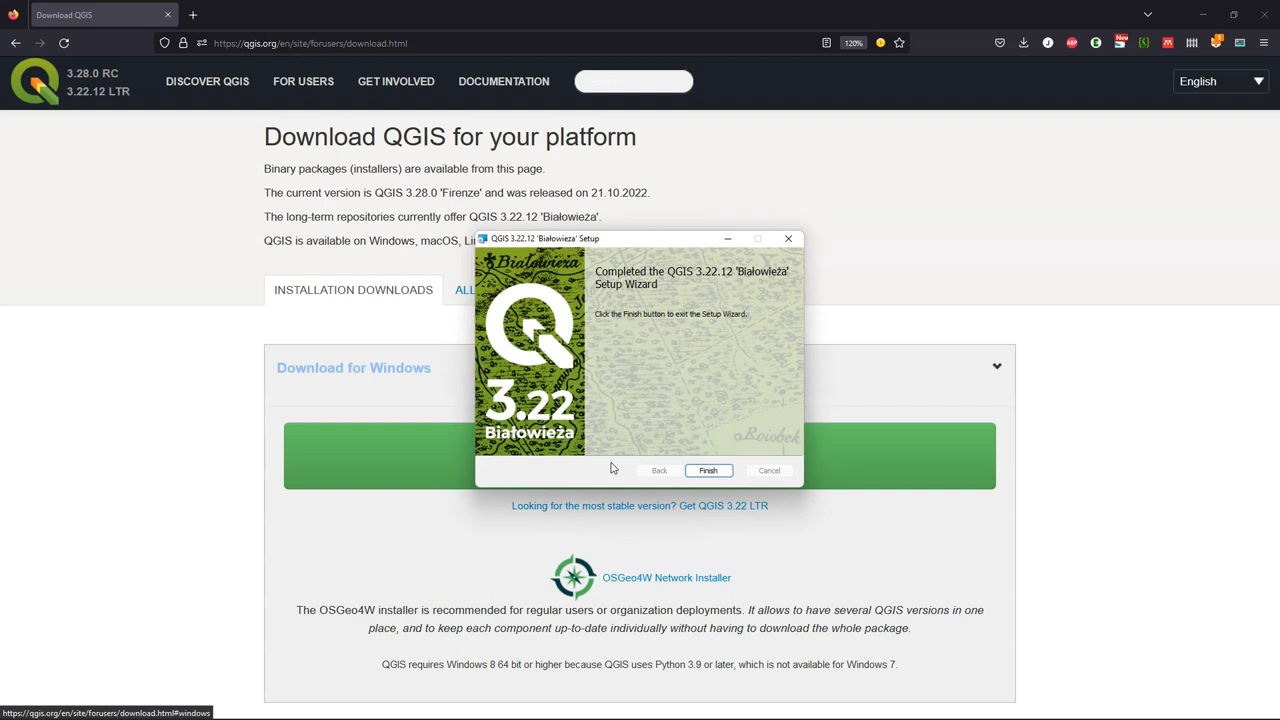 Download QGIS
https://qgis.org/en/site/forusers/download.html
120%
New
1
3.28.0 RC
3.22.12 LTR
DISCOVER QGIS
FOR USERS
GET INVOLVED
DOCUMENTATION
English
Download QGIS for your platform
Binary packages (installers) are available from this page.
The current version is QGIS 3.28.0 'Firenze' and was released on 21.10.2022.
The long-term repositories currently offer QGIS 3.22.12 'Białowieża'.
QGIS is available on Windows, macOS, Li
INSTALLATION DOWNLOADS
ALL
Download for Windows
QGIS 3.22.12 'Białowieża' Setup
Białowieza
3.22
Białowieża
Completed the QGIS 3.22.12 'Białowieża'
Setup Wizard
Click the Finish button to exit the Setup Wizard.
Rojobek
Back
Finish
Cancel
Looking for the most stable version? Get QGIS 3.22 LTR
OSGeo4W Network Installer
The OSGeo4W installer is recommended for regular users or organization deployments. It allows to have several QGIS versions in one
place, and to keep each component up-to-date individually without having to download the whole package.
QGIS requires Windows 8 64 bit or higher because QGIS uses Python 3.9 or later, which is not available for Windows 7.
https://qgis.org/en/site/forusers/download.html#windows